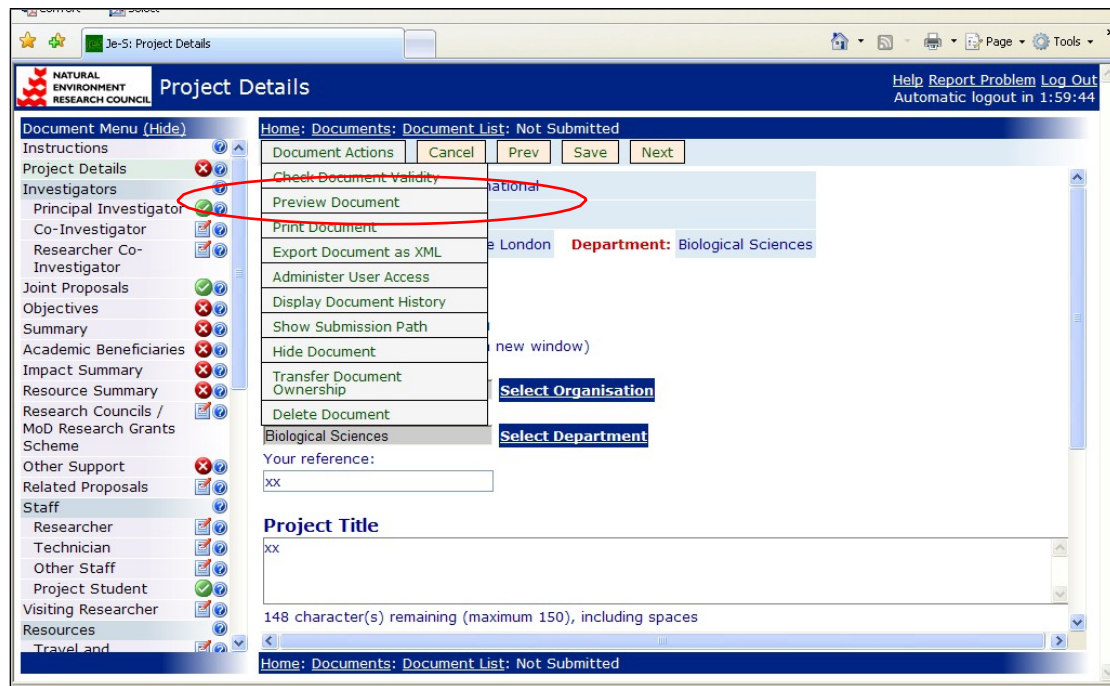 Convert Select
Je-S: Project Details
Page Tools
NATURAL
ENVIRONMENT
RESEARCH COUNCIL
Project Details
Help Report Problem Log Out
Automatic logout in 1:59:44
Document Menu (Hide)
Instructions
Project Details
Investigators
Principal Investigator
Co-Investigator
Researcher Co-
Investigator
Joint Proposals
Objectives
Summary
Academic Beneficiaries
Impact Summary
Resource Summary
Research Councils /
MoD Research Grants
Scheme
Other Support
Related Proposals
Staff
Researcher
Technician
Other Staff
Project Student
Visiting Researcher
Resources
Travel and
Home: Documents: Document List: Not Submitted
Document Actions Cancel Prev Save Next
Check Document Validity
Preview Document
Print Document
Export Document as XML
Administer User Access
Display Document History
Show Submission Path
Hide Document
Transfer Document
Ownership
Delete Document
national
e London Department: Biological Sciences
new window)
Select Organisation
Biological Sciences Select Department
Your reference:
xx
Project Title
xx
148 character(s) remaining (maximum 150), including spaces
Home: Documents: Document List: Not Submitted